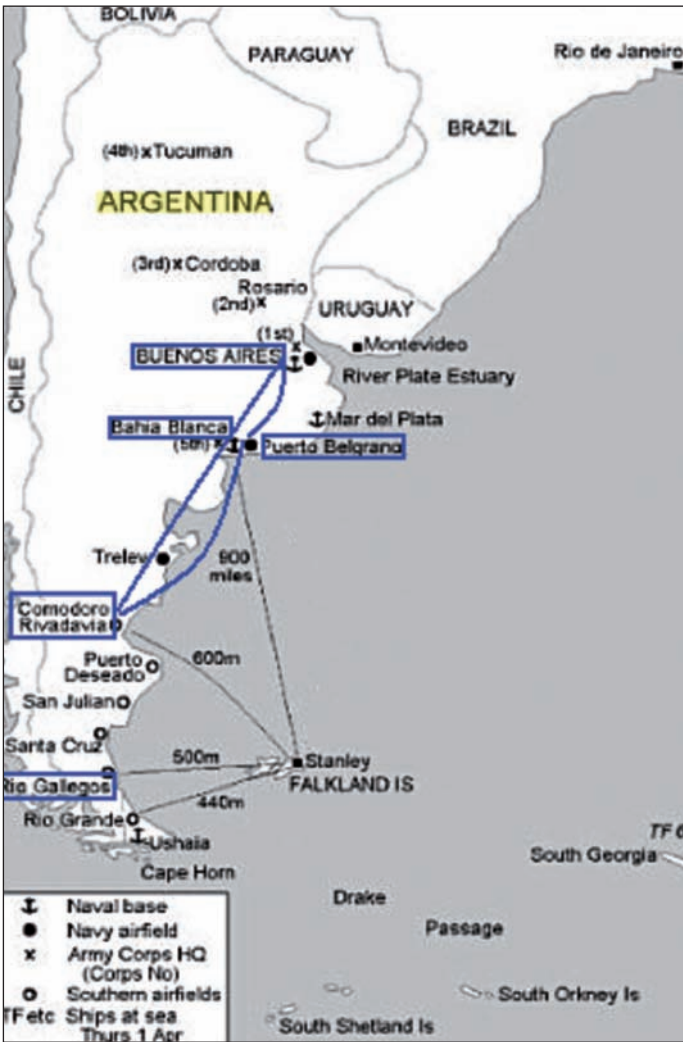 BOLIVIA
PARAGUAY
Rio de Janeiro
BRAZIL
(4th) x Tucuman
ARGENTINA
(3rd) x Cordoba
Rosario
(2nd) x
URUGUAY
(1st)
x
Montevideo
BUENOS AIRES
River Plate Estuary
CHILE
Mar del Plata
Bahia Blanca
(5th) x
Puerto Belgrano
Trelew
900
miles
Comodoro
Rivadavia
600m
Puerto
Deseado
San Julian
Santa Cruz
500m
Stanley
FALKLAND IS
Rio Gallegos
440m
Rio Grande
Ushaia
Cape Horn
TF 6
South Georgia
Drake
Passage
Naval base
Navy airfield
x Army Corps HQ
(Corps No)
Southern airfields
TF etc Ships at sea
Thurs 1 Apr
South Orkney Is
South Shetland Is